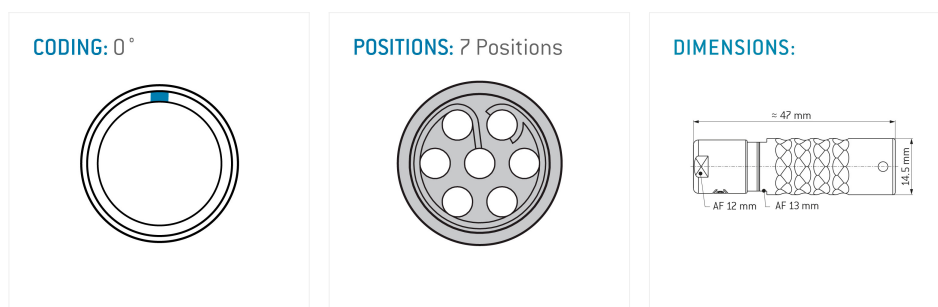 CODING: 0°
POSITIONS: 7 Positions
DIMENSIONS:
≈ 47 mm
14.5 mm
AF 12 mm
AF 13 mm